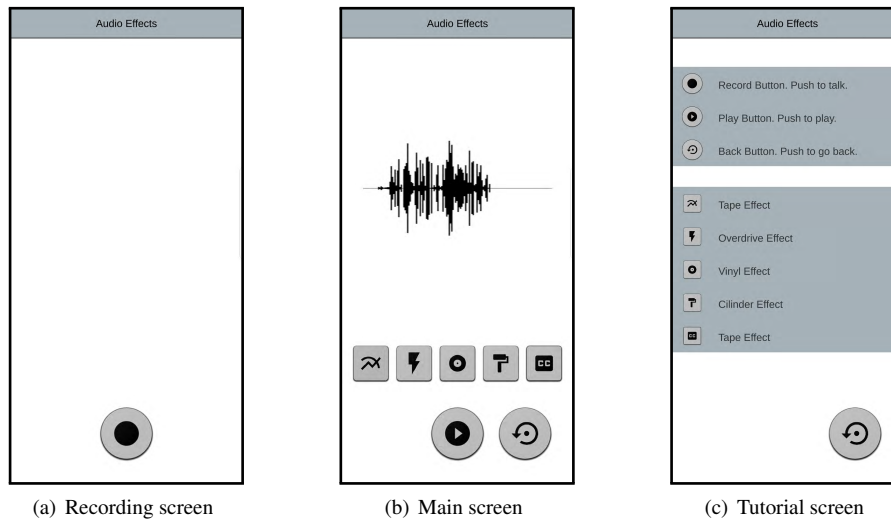 Audio Effects
(a) Recording screen
Audio Effects
CC
(b) Main screen
Audio Effects
Record Button. Push to talk.
Play Button. Push to play.
Back Button. Push to go back.
Tape Effect
Overdrive Effect
Vinyl Effect
Cilinder Effect
CC
Tape Effect
(c) Tutorial screen